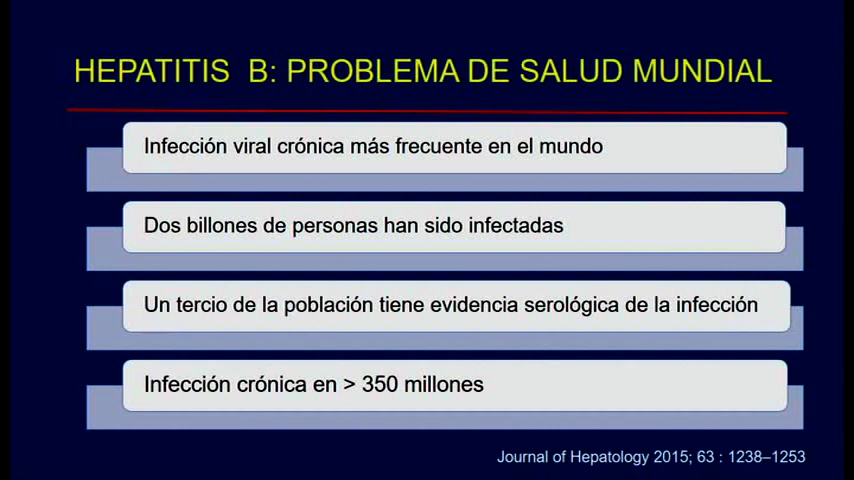 HEPATITIS B: PROBLEMA DE SALUD MUNDIAL
Infección viral crónica más frecuente en el mundo
Dos billones de personas han sido infectadas
Un tercio de la población tiene evidencia serológica de la infección
Infección crónica en > 350 millones
Journal of Hepatology 2015; 63 : 1238–1253